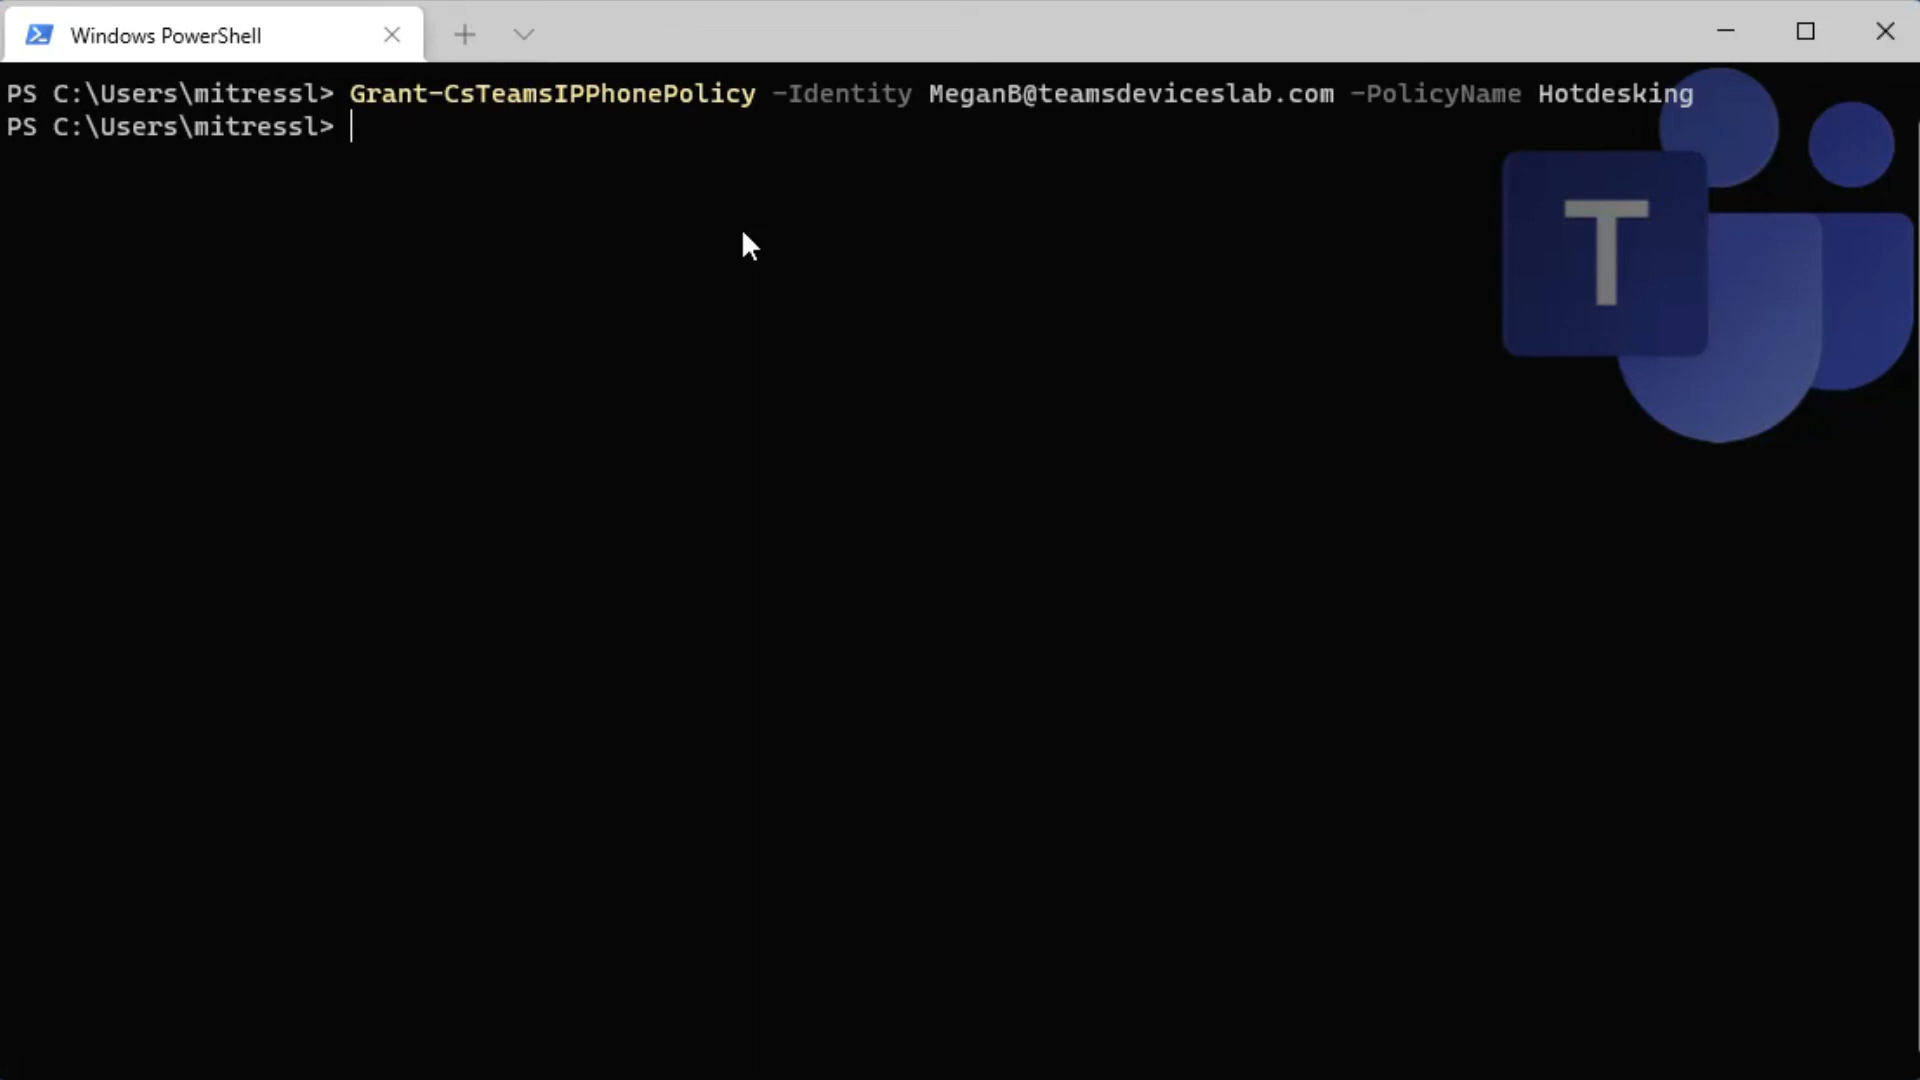 Windows PowerShell
PS C:\Users\mitressl> Grant-CsTeamsIPPhonePolicy -Identity MeganB@teamsdeviceslab.com -PolicyName Hotdesking
PS C:\Users\mitressl>
T